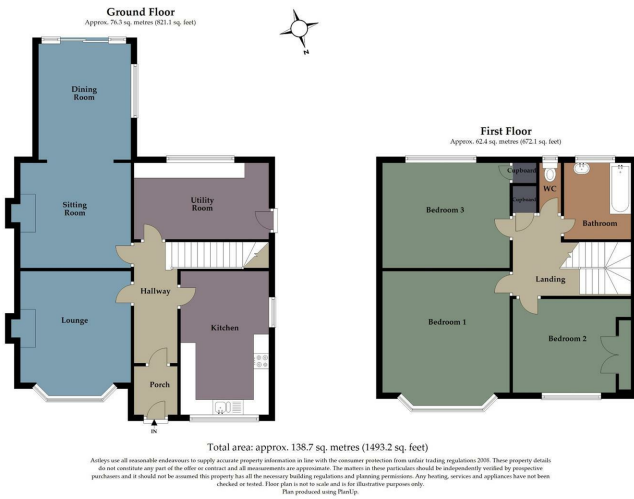 Ground Floor
Approx. 76.3 sq. metres (821.1 sq. feet)
N
Dining
Room
Sitting
Room
Utility
Room
Hallway
Lounge
Kitchen
Porch
IN
First Floor
Approx. 62.4 sq. metres (672.1 sq. feet)
Cupboard
WC
Bedroom 3
Cupboard
Bathroom
Landing
Bedroom 1
Bedroom 2
Total area: approx. 138.7 sq. metres (1493.2 sq. feet)
Astleys use all reasonable endeavours to supply accurate property information in line with the consumer protection from unfair trading regulations 2008. These property details
do not constitute any part of the offer or contract and all measurements are approximate. The matters in these particulars should be independently verified by prospective
purchasers and it should not be assumed this property has all the necessary building regulations and planning permissions. Any heating, services and appliances have not been
checked or tested. Floor plan is not to scale and is for illustrative purposes only.
Plan produced using PlanUp.